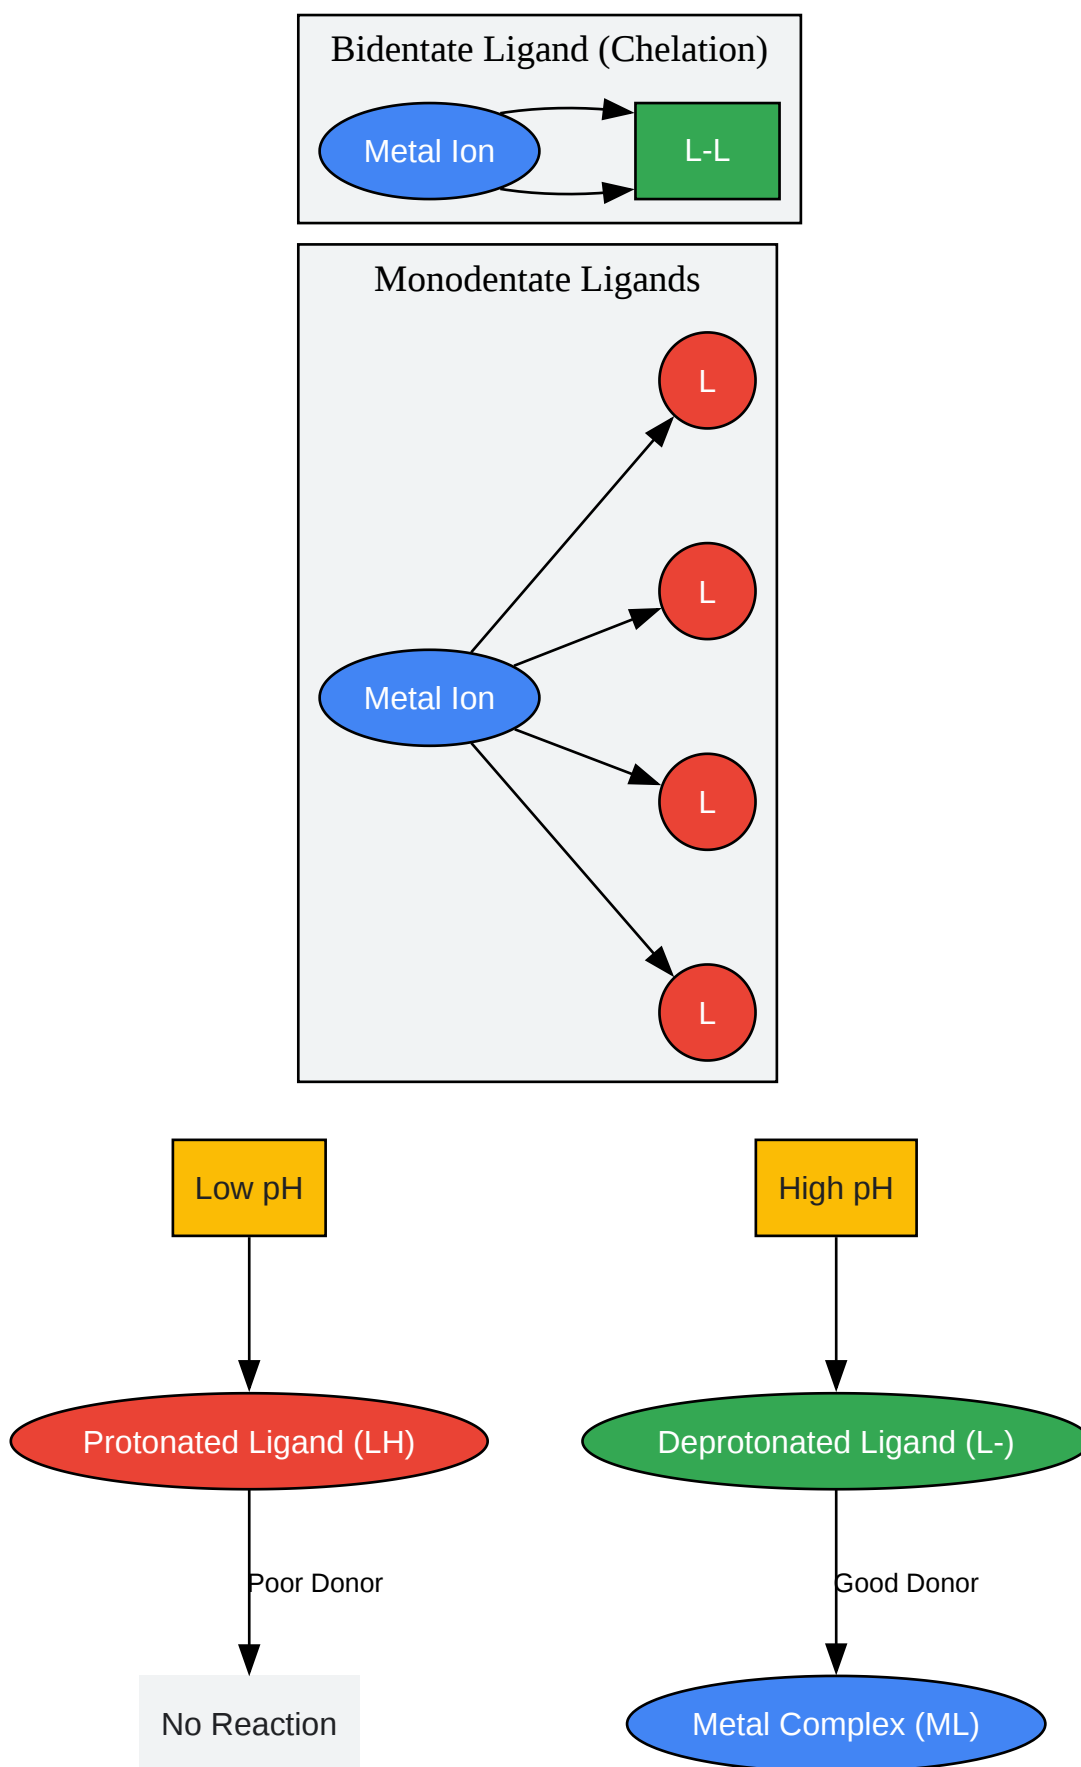 Bidentate Ligand (Chelation)
Metal Ion
L-L
Monodentate Ligands
L
L
Metal Ion
L
L
Low pH
High pH
Protonated Ligand (LH)
Deprotonated Ligand (L-)
Poor Donor
Good Donor
No Reaction
Metal Complex (ML)